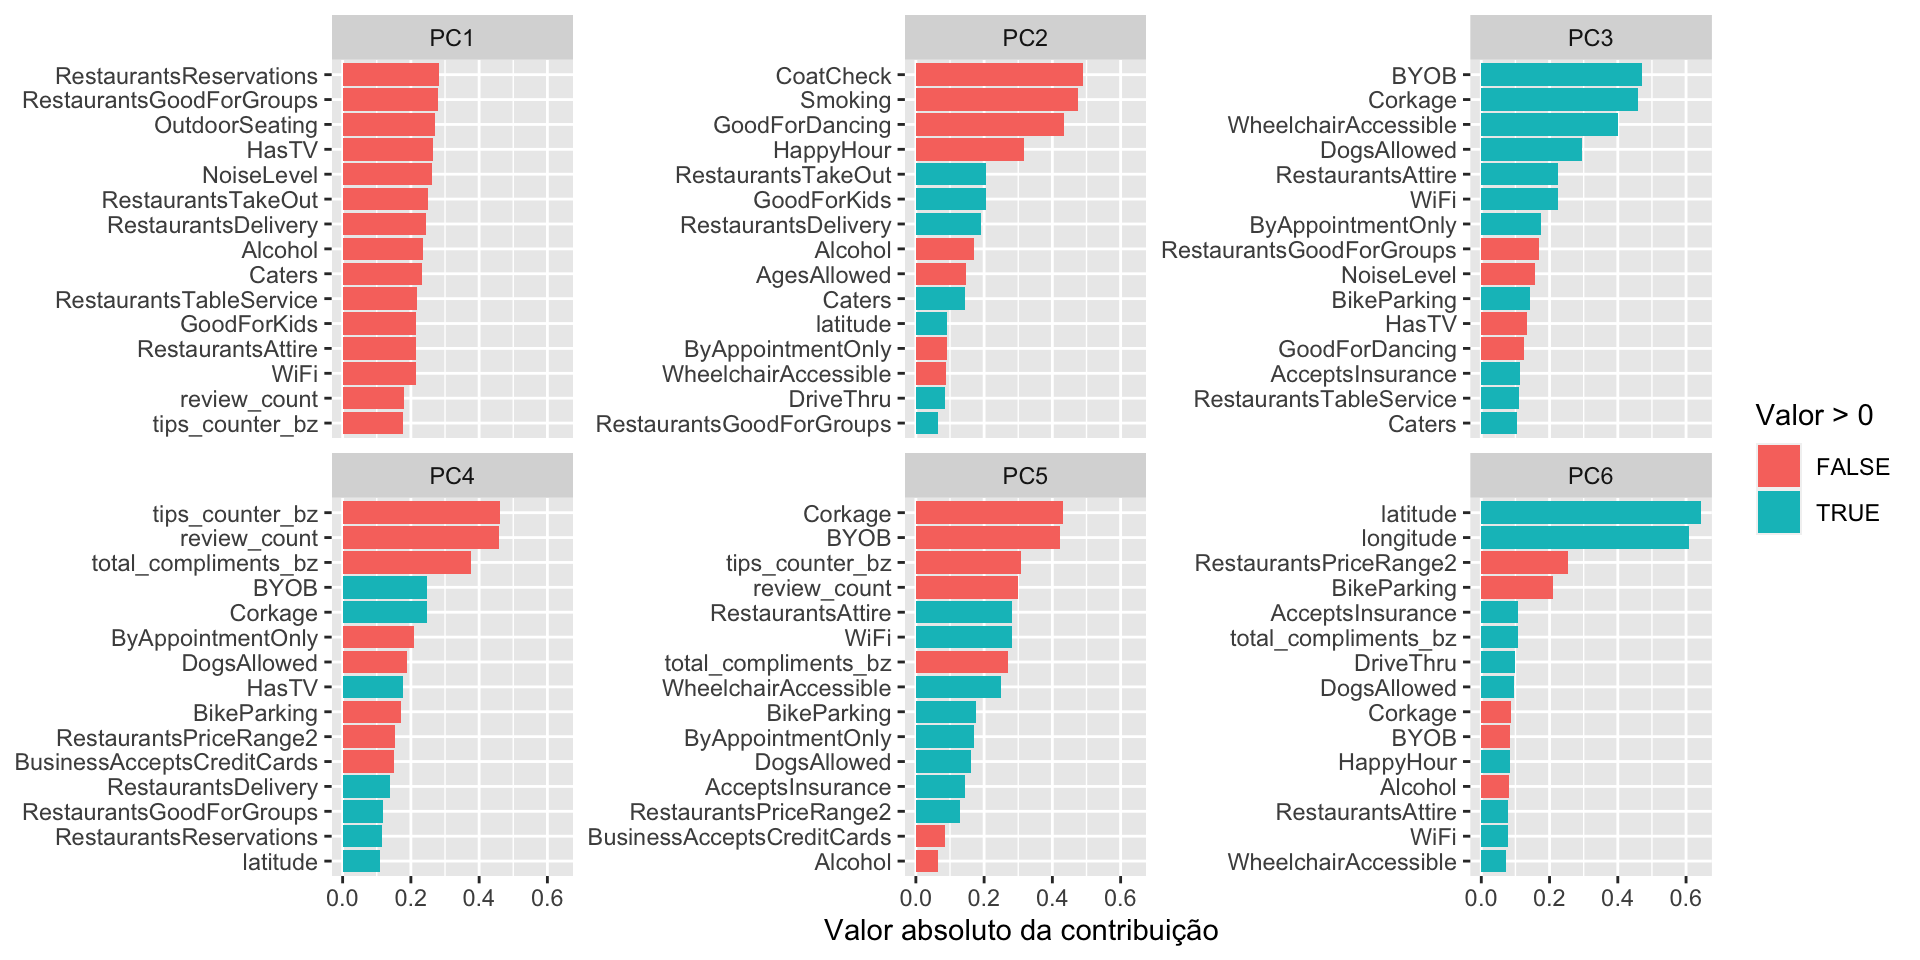 PC1
RestaurantsReservations
RestaurantsGoodForGroups
OutdoorSeating
HasTV
NoiseLevel
RestaurantsTakeOut
RestaurantsDelivery
Alcohol
Caters
RestaurantsTableService
GoodForKids
RestaurantsAttire
WiFi
review_count
tips_counter_bz
PC2
CoatCheck
Smoking
GoodForDancing
HappyHour
RestaurantsTakeOut
GoodForKids
RestaurantsDelivery
Alcohol
AgesAllowed
Caters
latitude
ByAppointmentOnly
WheelchairAccessible
DriveThru
RestaurantsGoodForGroups
PC3
BYOB
Corkage
WheelchairAccessible
DogsAllowed
RestaurantsAttire
WiFi
ByAppointmentOnly
RestaurantsGoodForGroups
NoiseLevel
BikeParking
HasTV
GoodForDancing
AcceptsInsurance
RestaurantsTableService
Caters
PC4
tips_counter_bz
review_count
total_compliments_bz
BYOB
Corkage
ByAppointmentOnly
DogsAllowed
HasTV
BikeParking
RestaurantsPriceRange2
BusinessAcceptsCreditCards
RestaurantsDelivery
RestaurantsGoodForGroups
RestaurantsReservations
latitude
0.0 0.2 0.4 0.6
PC5
Corkage
BYOB
tips_counter_bz
review_count
RestaurantsAttire
WiFi
total_compliments_bz
WheelchairAccessible
BikeParking
ByAppointmentOnly
DogsAllowed
AcceptsInsurance
RestaurantsPriceRange2
BusinessAcceptsCreditCards
Alcohol
0.0 0.2 0.4 0.6
PC6
latitude
longitude
RestaurantsPriceRange2
BikeParking
AcceptsInsurance
total_compliments_bz
DriveThru
DogsAllowed
Corkage
BYOB
HappyHour
Alcohol
RestaurantsAttire
WiFi
WheelchairAccessible
0.0 0.2 0.4 0.6
Valor absoluto da contribuição
Valor > 0
FALSE
TRUE